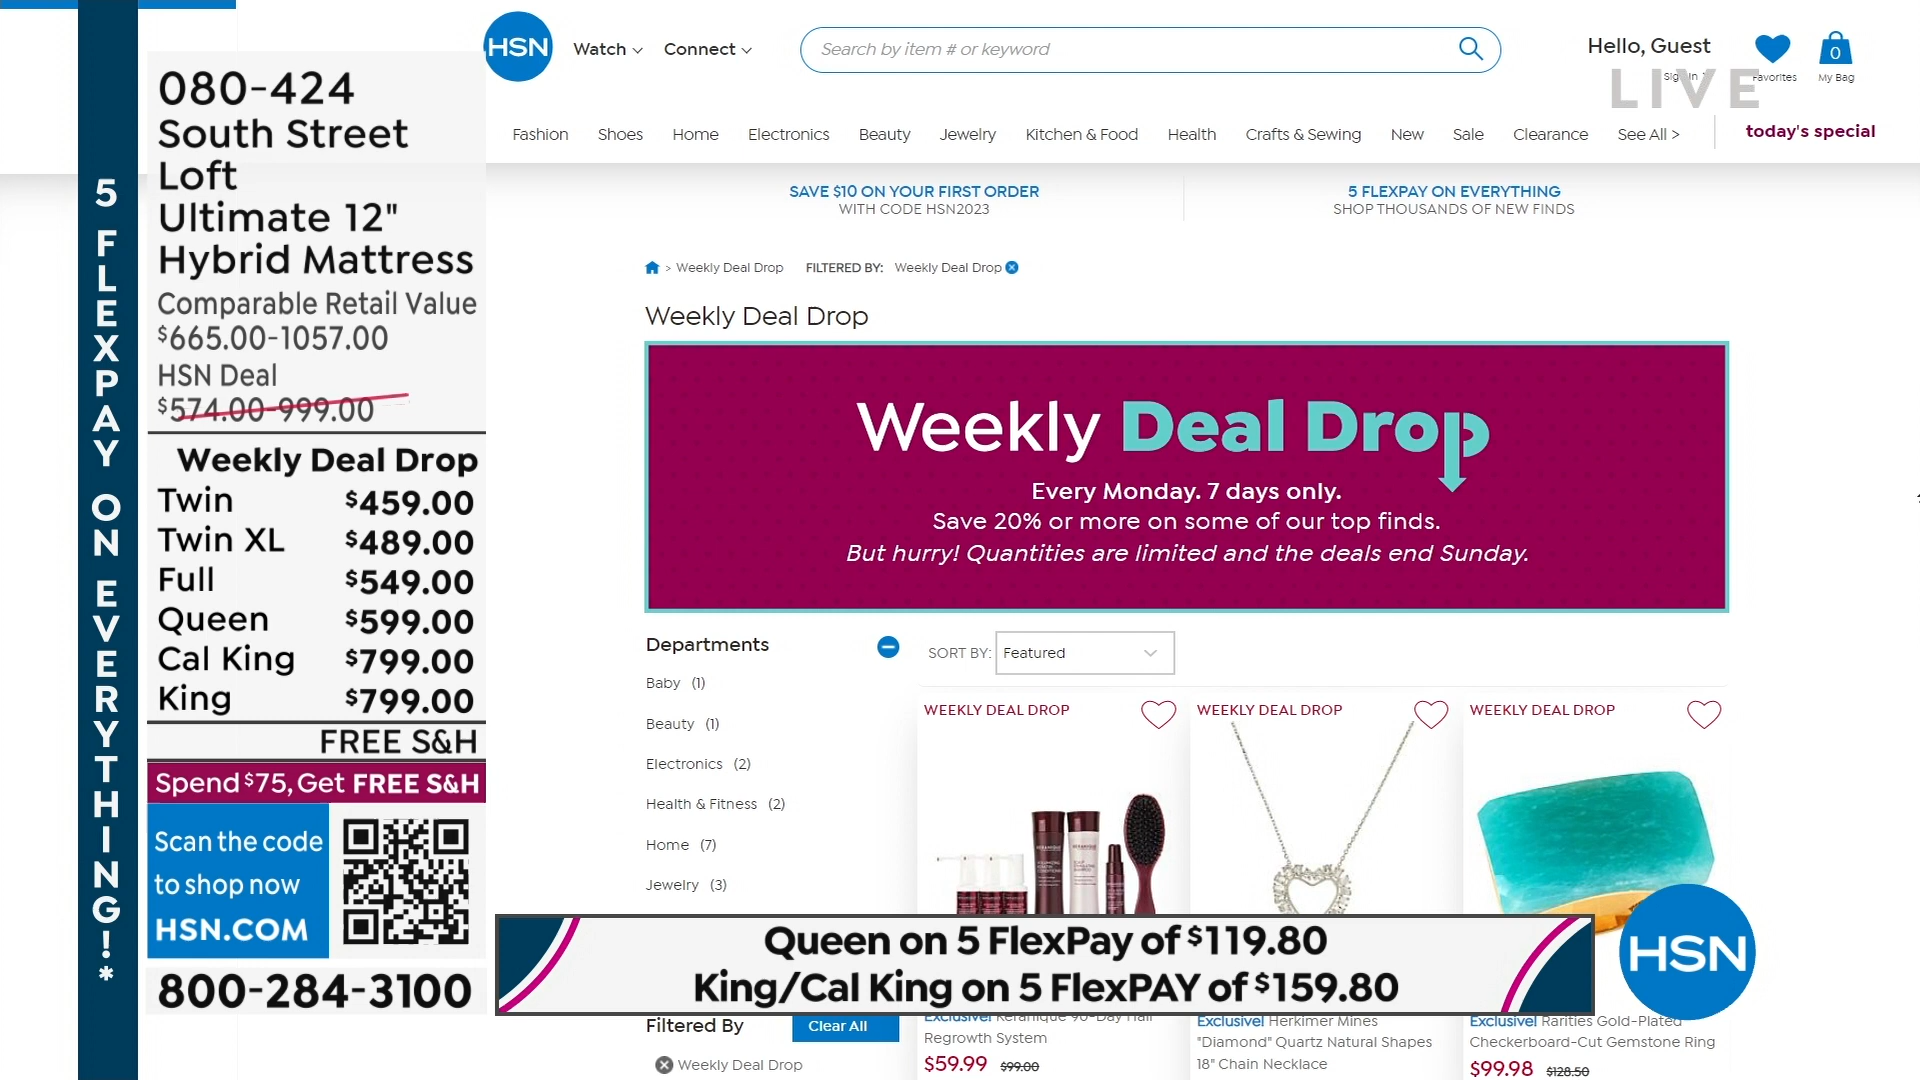 5 FLEXPAY ON EVERYTHING!*
080-424
South Street
Loft
Ultimate 12"
Hybrid Mattress
Comparable Retail Value
$665.00-1057.00
HSN Deal
$574.00-999.00
Weekly Deal Drop
Twin $459.00
Twin XL $489.00
Full $549.00
Queen $599.00
Cal King $799.00
King $799.00
FREE S&H
Spend $75, Get FREE S&H
Scan the code
to shop now
HSN.COM
800-284-3100
HSN
Watch
Connect
Search by item # or keyword
Hello, Guest
Sign In
Favorites
0
My Bag
LIVE
Fashion Shoes Home Electronics Beauty Jewelry Kitchen & Food Health Crafts & Sewing New Sale Clearance See All > today's special
SAVE $10 ON YOUR FIRST ORDER
WITH CODE HSN2023
5 FLEXPAY ON EVERYTHING
SHOP THOUSANDS OF NEW FINDS
> Weekly Deal Drop FILTERED BY: Weekly Deal Drop
Weekly Deal Drop
Weekly Deal Drop
Every Monday. 7 days only.
Save 20% or more on some of our top finds.
But hurry! Quantities are limited and the deals end Sunday.
Departments
Baby (1)
Beauty (1)
Electronics (2)
Health & Fitness (2)
Home (7)
Jewelry (3)
SORT BY: Featured
WEEKLY DEAL DROP
WEEKLY DEAL DROP
WEEKLY DEAL DROP
Queen on 5 FlexPay of $119.80
King/Cal King on 5 FlexPAY of $159.80
HSN
Filtered By
Clear All
Weekly Deal Drop
Exclusive! Keranique 90-Day Hair
Regrowth System
$59.99 $99.00
Exclusive! Herkimer Mines
"Diamond" Quartz Natural Shapes
18" Chain Necklace
Exclusive! Rarities Gold-Plated
Checkerboard-Cut Gemstone Ring
$99.98 $128.50